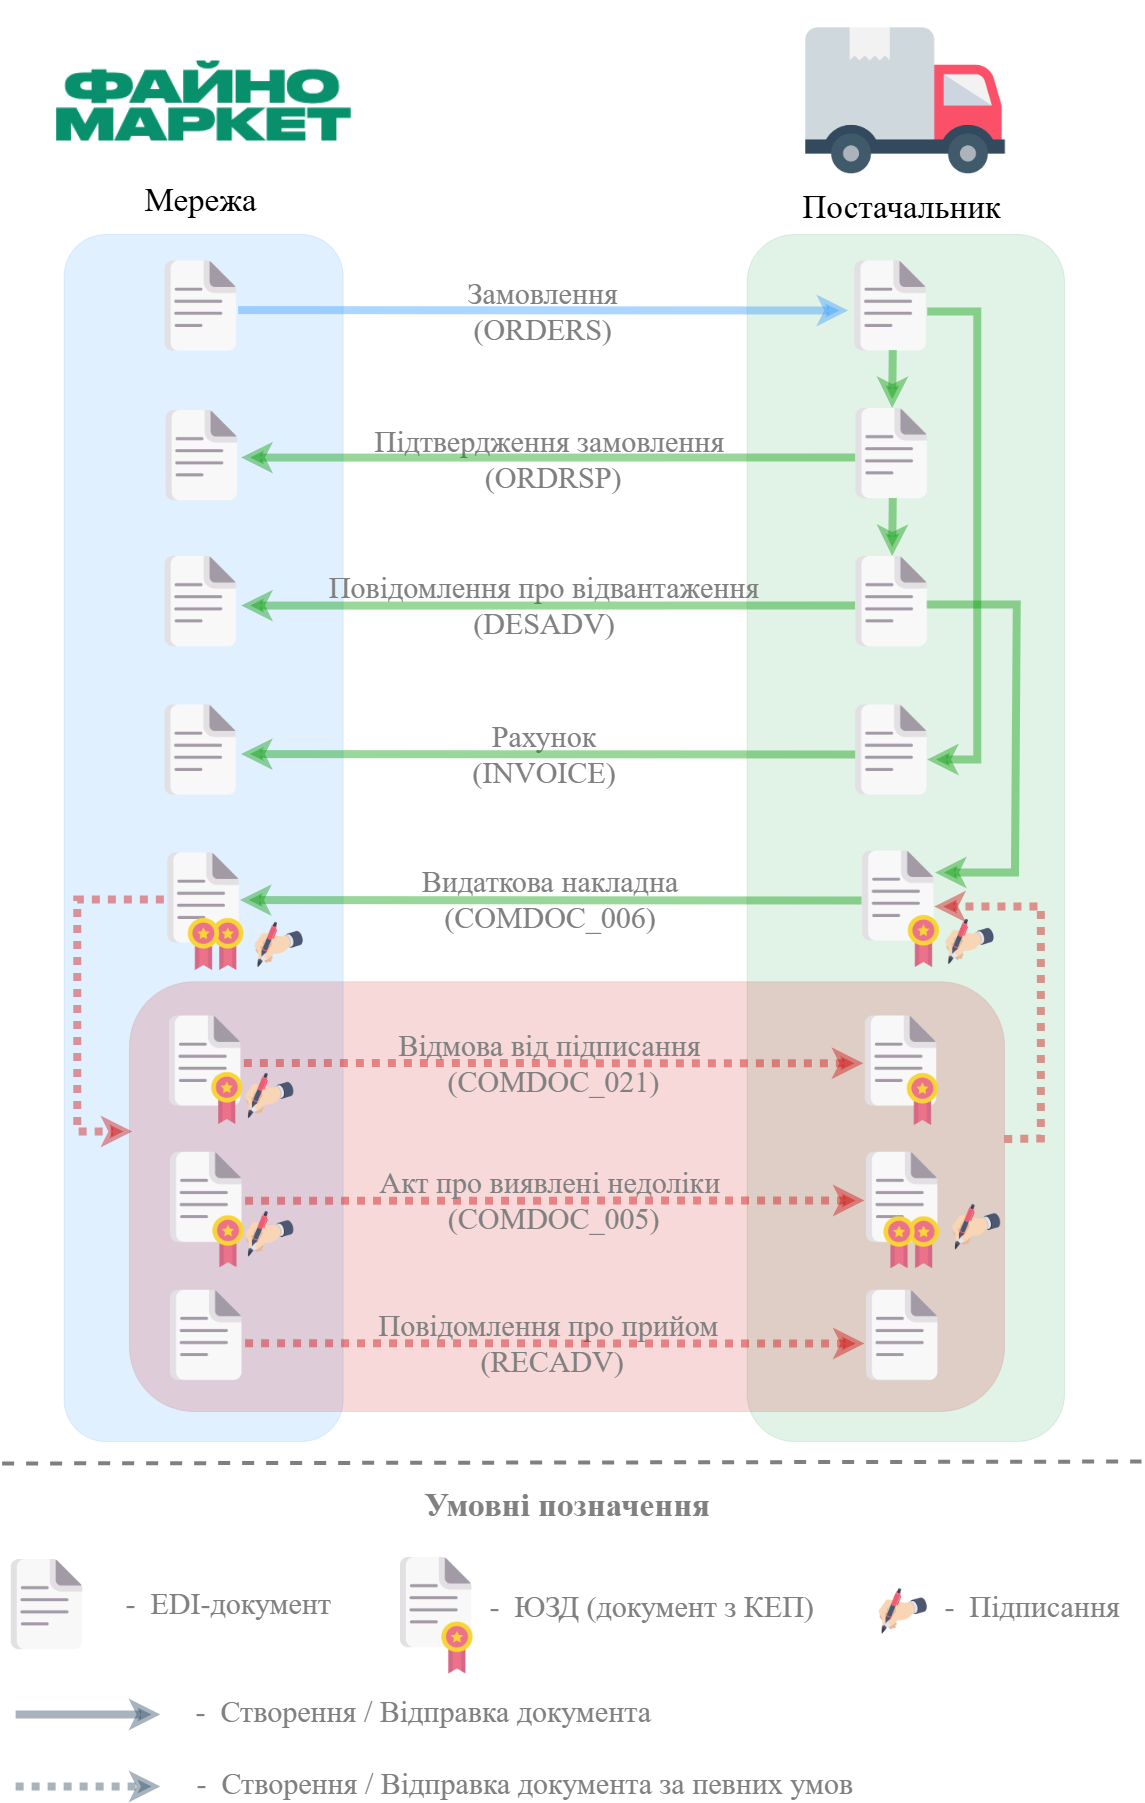 ФАЙНО
МАРКЕТ
Мережа
Постачальник
Замовлення
(ORDERS)
Підтвердження замовлення
(ORDRSP)
Повідомлення про відвантаження
(DESADV)
Рахунок
(INVOICE)
Видаткова накладна
(COMDOC_006)
Відмова від підписання
(COMDOC_021)
Акт про виявлені недоліки
(COMDOC_005)
Повідомлення про прийом
(RECADV)
Умовні позначення
- EDI-документ
- ЮЗД (документ з КЕП)
- Підписання
- Створення / Відправка документа
- Створення / Відправка документа за певних умов